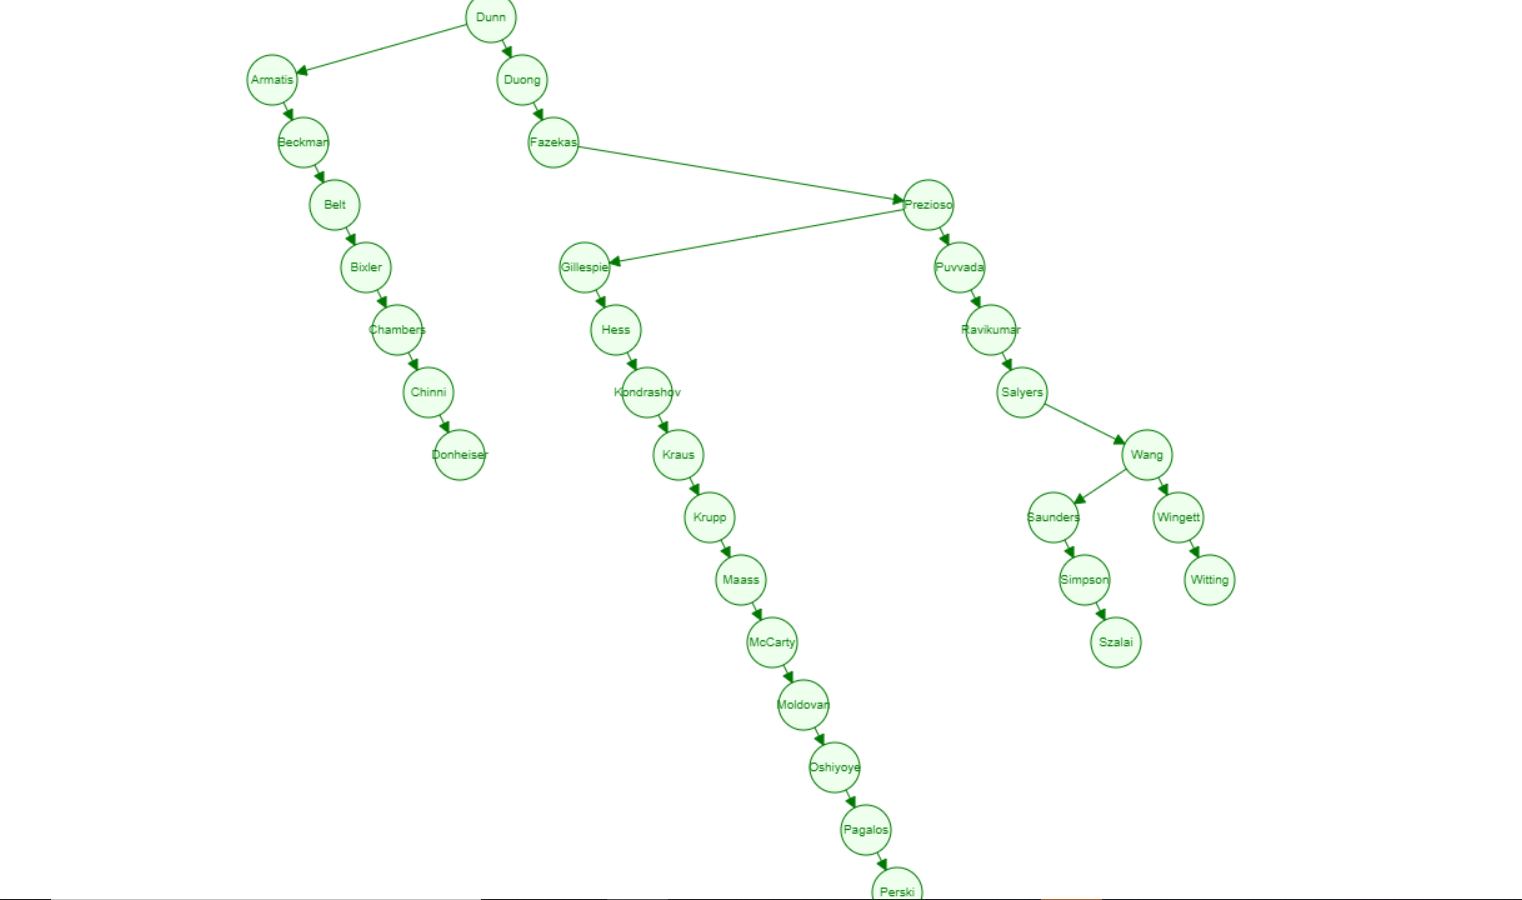 Dunn
Armatis
Duong
Beckman
Fazekas
Belt
Prezioso
Bixler
Gillespie
Puvvada
Chambers
Hess
Ravikumar
Chinni
Kondrashov
Salyers
Donheiser
Kraus
Wang
Krupp
Saunders
Wingett
Maass
Simpson
Witting
McCarty
Szalai
Moldovan
Oshiyoye
Pagalos
Perski